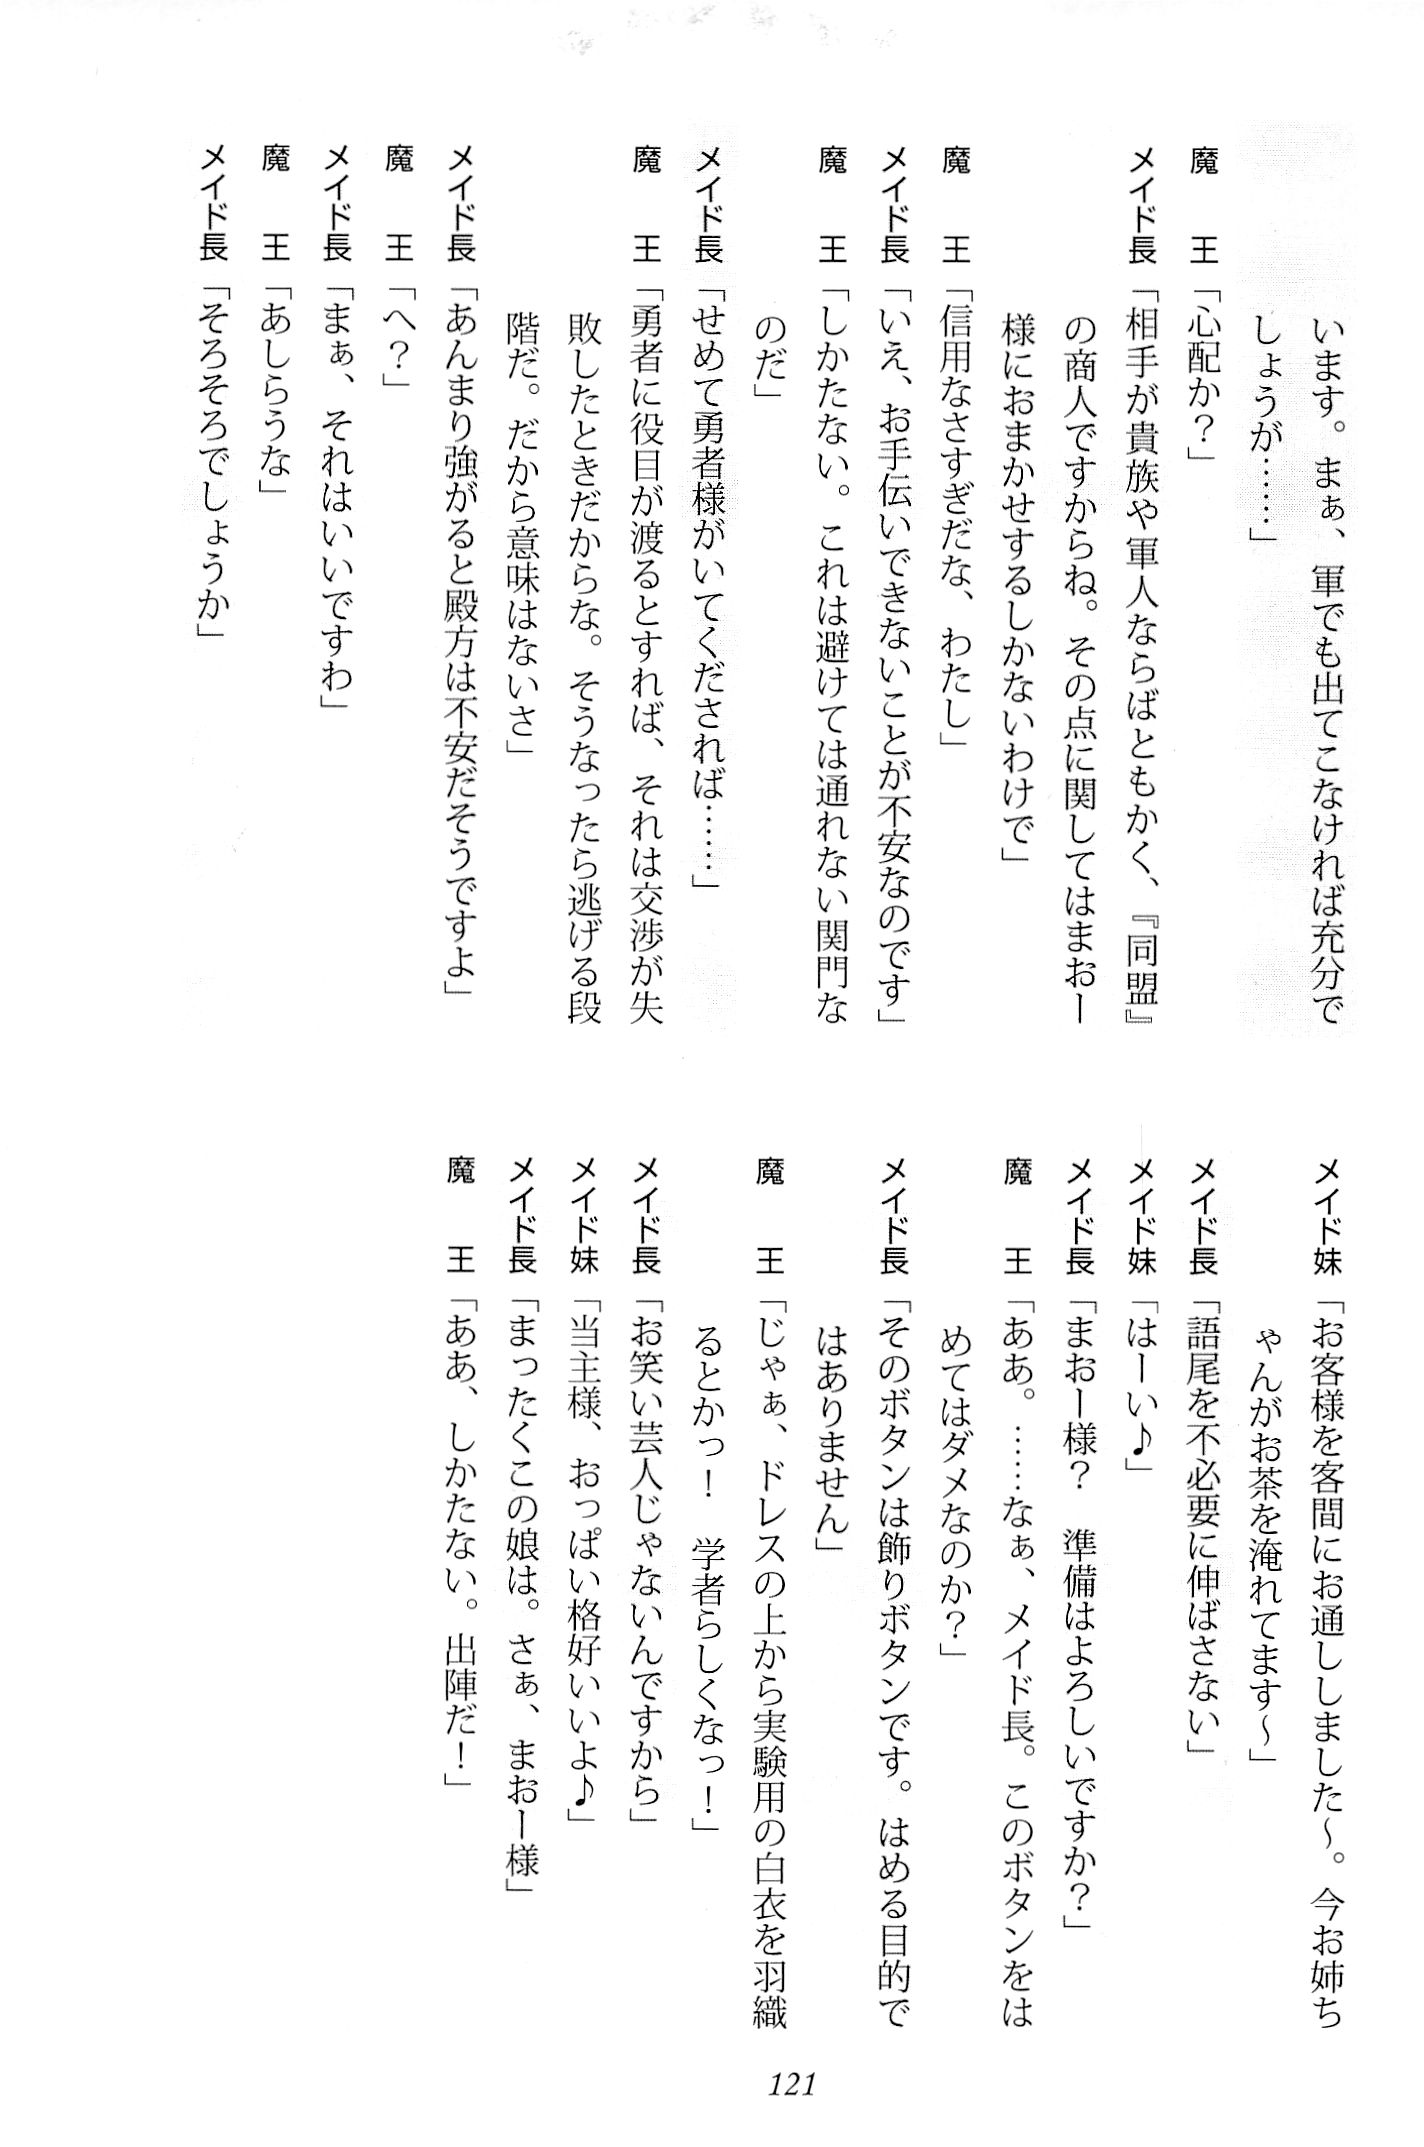 います。まぁ、軍でも出てこなければ充分で
しょうが……」
魔　王「心配か？」
メイド長「相手が貴族や軍人ならばともかく、『同盟』
の商人ですからね。その点に関してはまおー
様におまかせするしかないわけで」
魔　王「信用なさすぎだな、わたし」
メイド長「いえ、お手伝いできないことが不安なのです」
魔　王「しかたない。これは避けては通れない関門な
のだ」
メイド長「せめて勇者様がいてくだされば……」
魔　王「勇者に役目が渡るとすれば、それは交渉が失
敗したときだからな。そうなったら逃げる段
階だ。だから意味はないさ」
メイド長「あんまり強がると殿方は不安だそうですよ」
魔　王「へ？」
メイド長「まぁ、それはいいですわ」
魔　王「あしらうな」
メイド長「そろそろでしょうか」
メイド妹「お客様を客間にお通ししました～。今お姉ち
ゃんがお茶を淹れてます～」
メイド長「語尾を不必要に伸ばさない」
メイド妹「はーい♪」
メイド長「まおー様？　準備はよろしいですか？」
魔　王「ああ。……なぁ、メイド長。このボタンをは
めてはダメなのか？」
メイド長「そのボタンは飾りボタンです。はめる目的で
はありません」
魔　王「じゃぁ、ドレスの上から実験用の白衣を羽織
るとかっ！　学者らしくなっ！」
メイド長「お笑い芸人じゃないんですから」
メイド妹「当主様、おっぱい格好いいよ♪」
メイド長「まったくこの娘は。さぁ、まおー様」
魔　王「ああ、しかたない。出陣だ！」
121